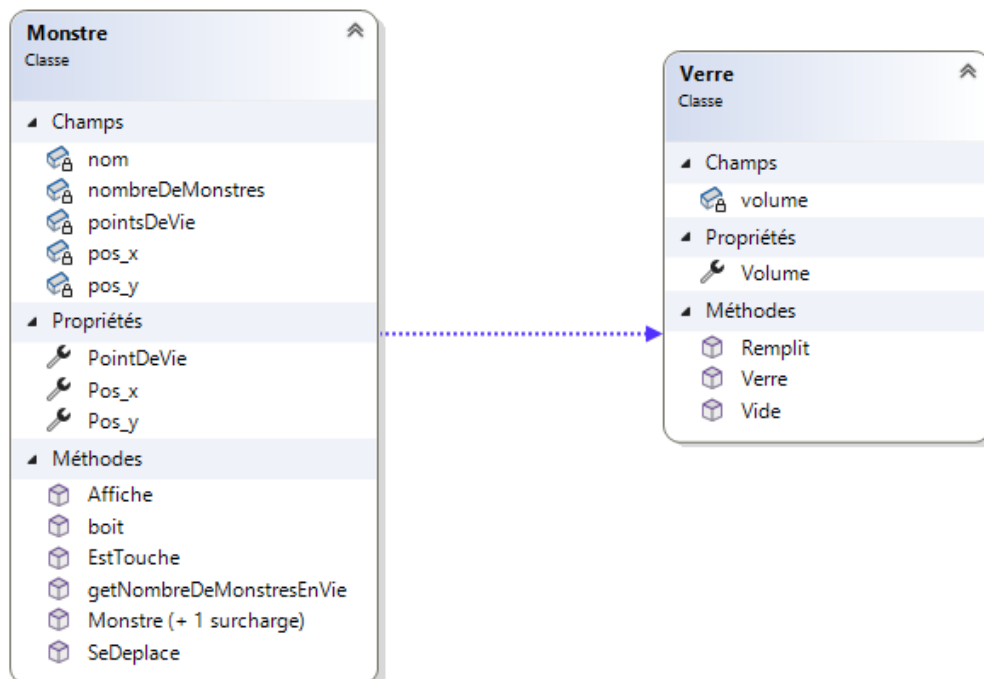 Monstre
Classe
Champs
nom
nombreDeMonstres
pointsDeVie
pos_x
pos_y
Propriétés
PointDeVie
Pos_x
Pos_y
Méthodes
Affiche
boit
EstTouche
getNombreDeMonstresEnVie
Monstre (+ 1 surcharge)
SeDeplace
Verre
Classe
Champs
volume
Propriétés
Volume
Méthodes
Remplit
Verre
Vide